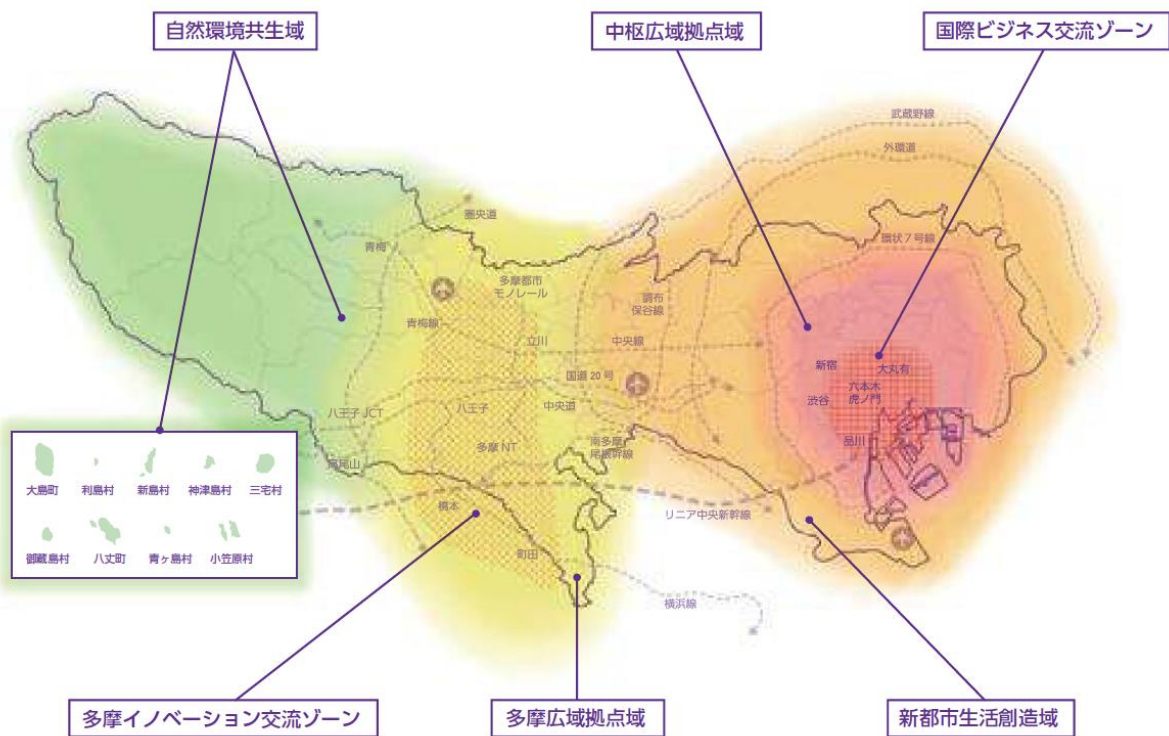 自然環境共生域
中枢広域拠点域
国際ビジネス交流ゾーン
武蔵野線
外環道
圏央道
環状7号線
青梅
多摩都市
モノレール
調布
保谷線
青梅線
立川
中央線
新宿
大丸有
国道20号
六本木
虎ノ門
渋谷
八王子JCT
八王子
中央道
品川
多摩NT
南多摩
尾根幹線
高尾山
橋本
リニア中央新幹線
町田
横浜線
大島町
利島村
新島村
神津島村
三宅村
御蔵島村
八丈町
青ヶ島村
小笠原村
多摩イノベーション交流ゾーン
多摩広域拠点域
新都市生活創造域